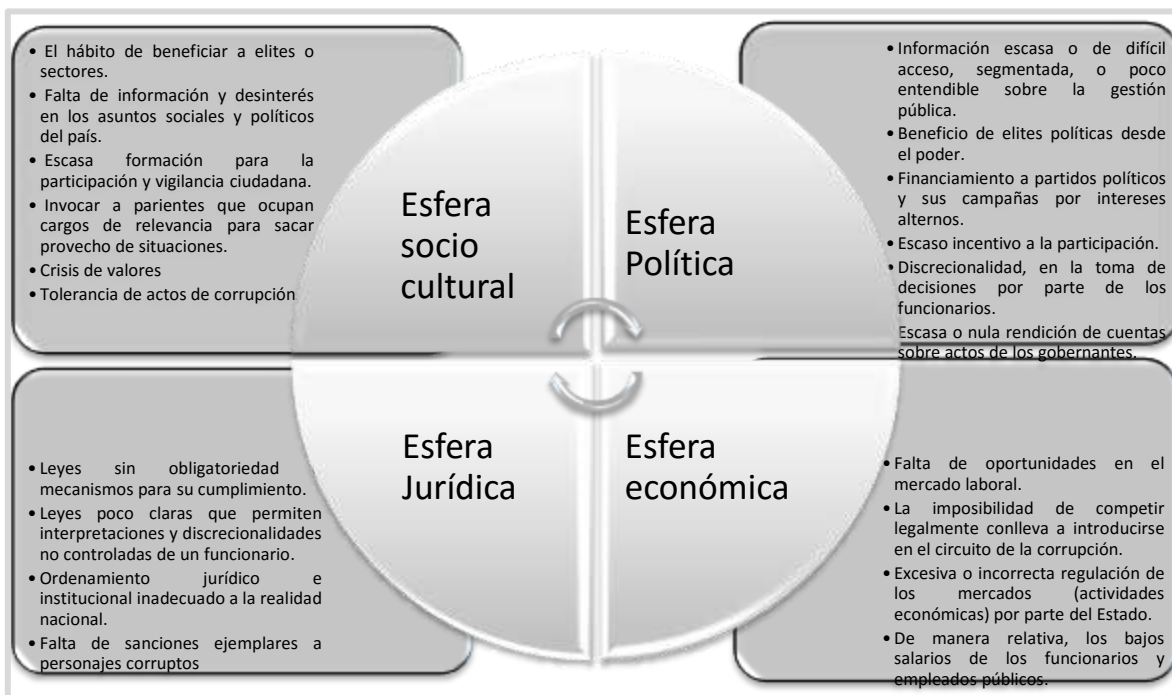 • El hábito de beneficiar a elites o
sectores.
• Falta de información y desinterés
en los asuntos sociales y políticos
del país.
• Escasa formación para la
participación y vigilancia ciudadana.
• Invocar a parientes que ocupan
cargos de relevancia para sacar
provecho de situaciones.
• Crisis de valores
• Tolerancia de actos de corrupción
Esfera
socio
cultural
Esfera
Política
• Información escasa o de difícil
acceso, segmentada, o poco
entendible sobre la gestión
pública.
• Beneficio de elites políticas desde
el poder.
• Financiamiento a partidos políticos
y sus campañas por intereses
alternos.
• Escaso incentivo a la participación.
• Discrecionalidad, en la toma de
decisiones por parte de los
funcionarios.
Escasa o nula rendición de cuentas
sobre actos de los gobernantes.
• Leyes sin obligatoriedad
mecanismos para su cumplimiento.
• Leyes poco claras que permiten
interpretaciones y discrecionalidades
no controladas de un funcionario.
• Ordenamiento jurídico e
institucional inadecuado a la realidad
nacional.
• Falta de sanciones ejemplares a
personajes corruptos
Esfera
Jurídica
Esfera
económica
• Falta de oportunidades en el
mercado laboral.
• La imposibilidad de competir
legalmente conlleva a introducirse
en el circuito de la corrupción.
• Excesiva o incorrecta regulación de
los mercados (actividades
económicas) por parte del Estado.
• De manera relativa, los bajos
salarios de los funcionarios y
empleados públicos.